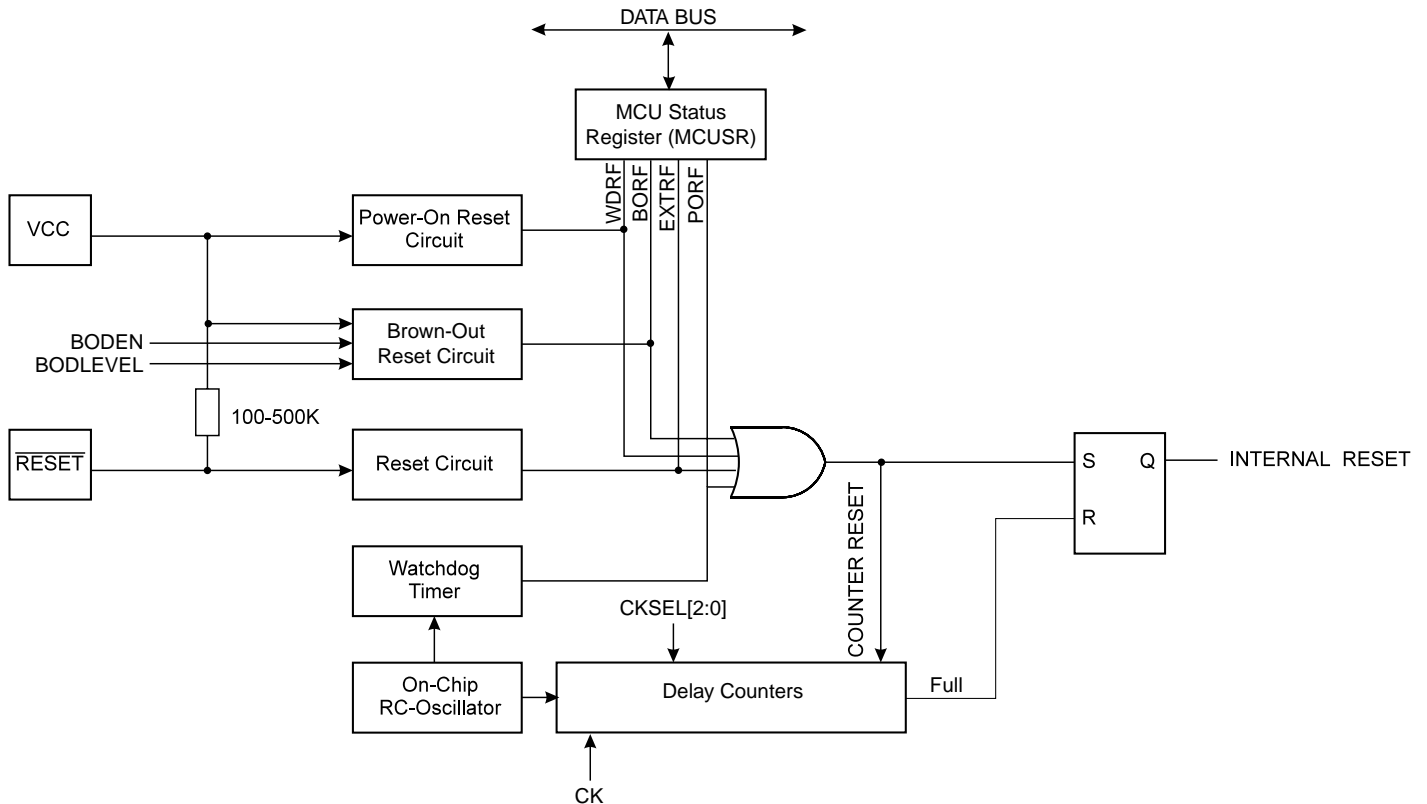 DATA BUS
MCU Status
Register (MCUSR)
WDRF
BORF
EXTRF
PORF
VCC
Power-On Reset
Circuit
BODEN
BODLEVEL
Brown-Out
Reset Circuit
100-500K
RESET
Reset Circuit
S
Q
INTERNAL RESET
R
COUNTER RESET
Watchdog
Timer
CKSEL[2:0]
On-Chip
RC-Oscillator
Delay Counters
Full
CK